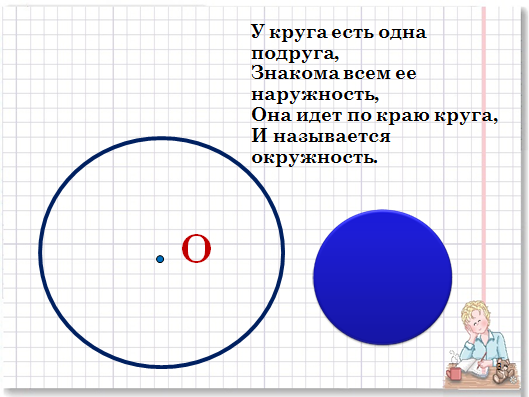 У круга есть одна
подруга,
Знакома всем ее
наружность,
Она идет по краю круга,
И называется
окружность.
О